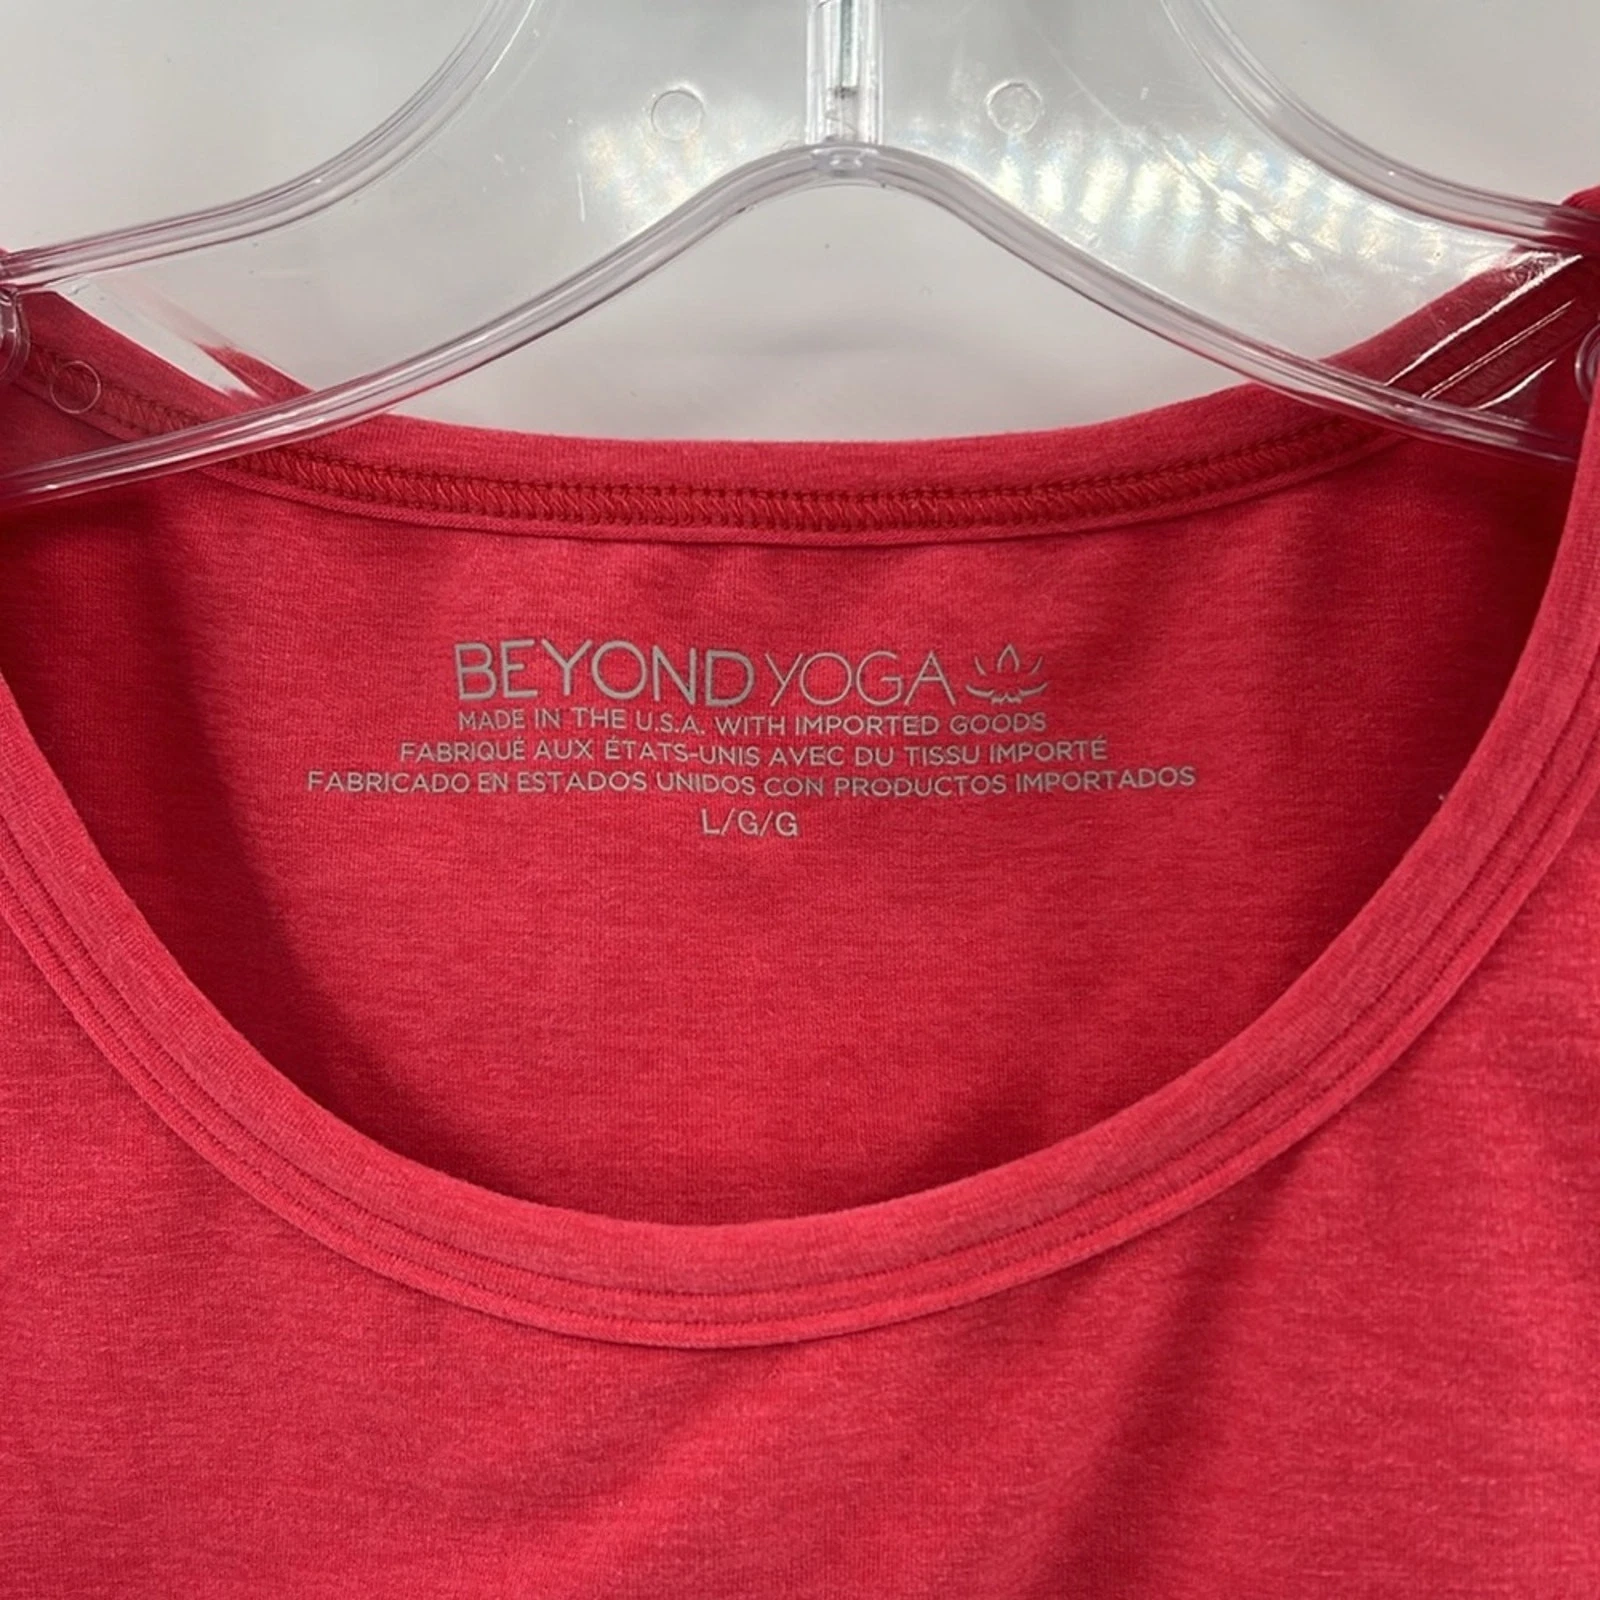 BEYOND YOGA
MADE IN THE U.S.A. WITH IMPORTED GOODS
FABRIQUÉ AUX ÉTATS-UNIS AVEC DU TISSU IMPORTÉ
FABRICADO EN ESTADOS UNIDOS CON PRODUCTOS IMPORTADOS
L/G/G